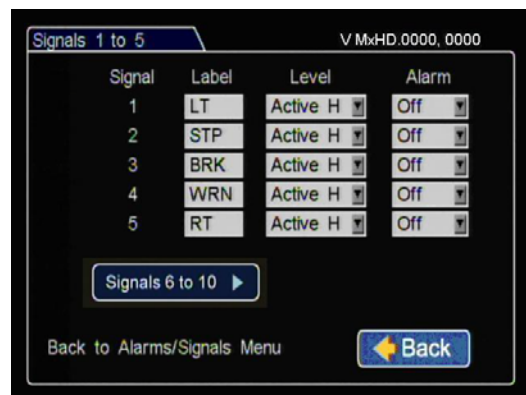 Signals 1 to 5 V MxHD.0000, 0000
Signal Label Level Alarm
1 LT Active H Off
2 STP Active H Off
3 BRK Active H Off
4 WRN Active H Off
5 RT Active H Off
Signals 6 to 10
Back to Alarms/Signals Menu Back